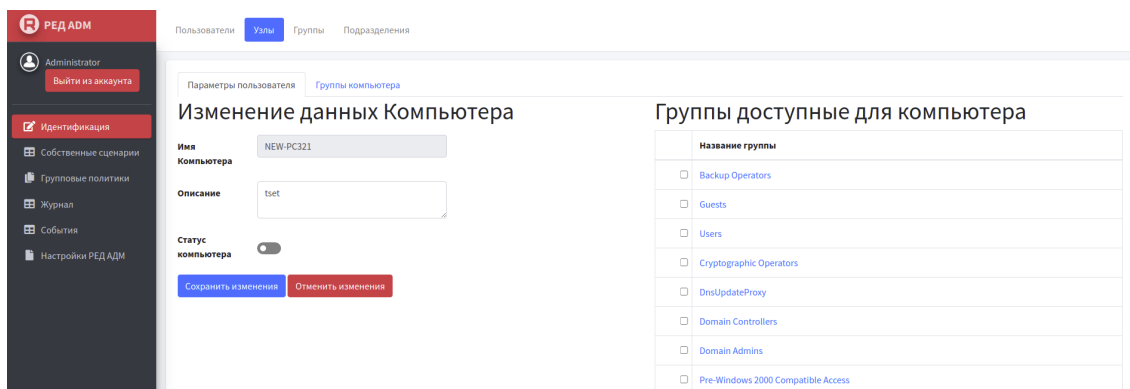 РЕД ADM
Пользователи Узлы Группы Подразделения
Administrator
Выйти из аккаунта
Идентификация
Собственные сценарии
Групповые политики
Журнал
События
Настройки РЕД АДМ
Параметры пользователя Группы компьютера
Изменение данных Компьютера
Имя Компьютера
NEW-PC321
Описание
tset
Статус компьютера
Сохранить изменения Отменить изменения
Группы доступные для компьютера
Название группы
Backup Operators
Guests
Users
Cryptographic Operators
DnsUpdateProxy
Domain Controllers
Domain Admins
Pre-Windows 2000 Compatible Access